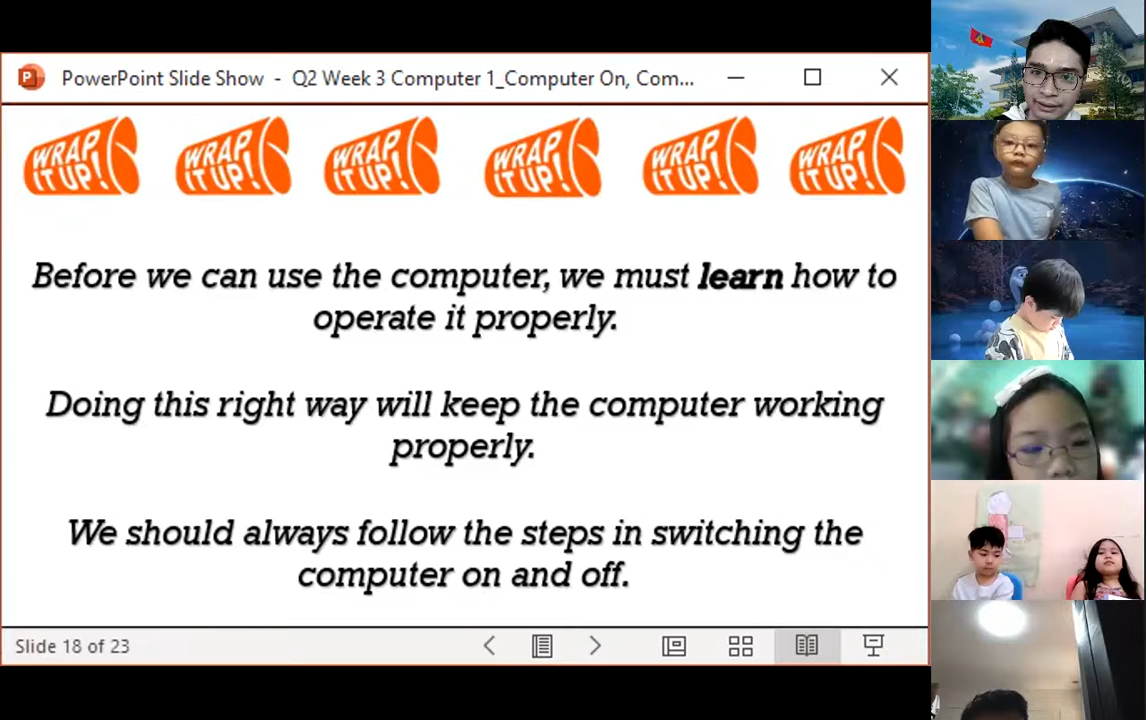 PowerPoint Slide Show - Q2 Week 3 Computer 1_Computer On, Com...
WRAP IT UP! WRAP IT UP! WRAP IT UP! WRAP IT UP! WRAP IT UP! WRAP IT UP!
Before we can use the computer, we must learn how to
operate it properly.
Doing this right way will keep the computer working
properly.
We should always follow the steps in switching the
computer on and off.
Slide 18 of 23